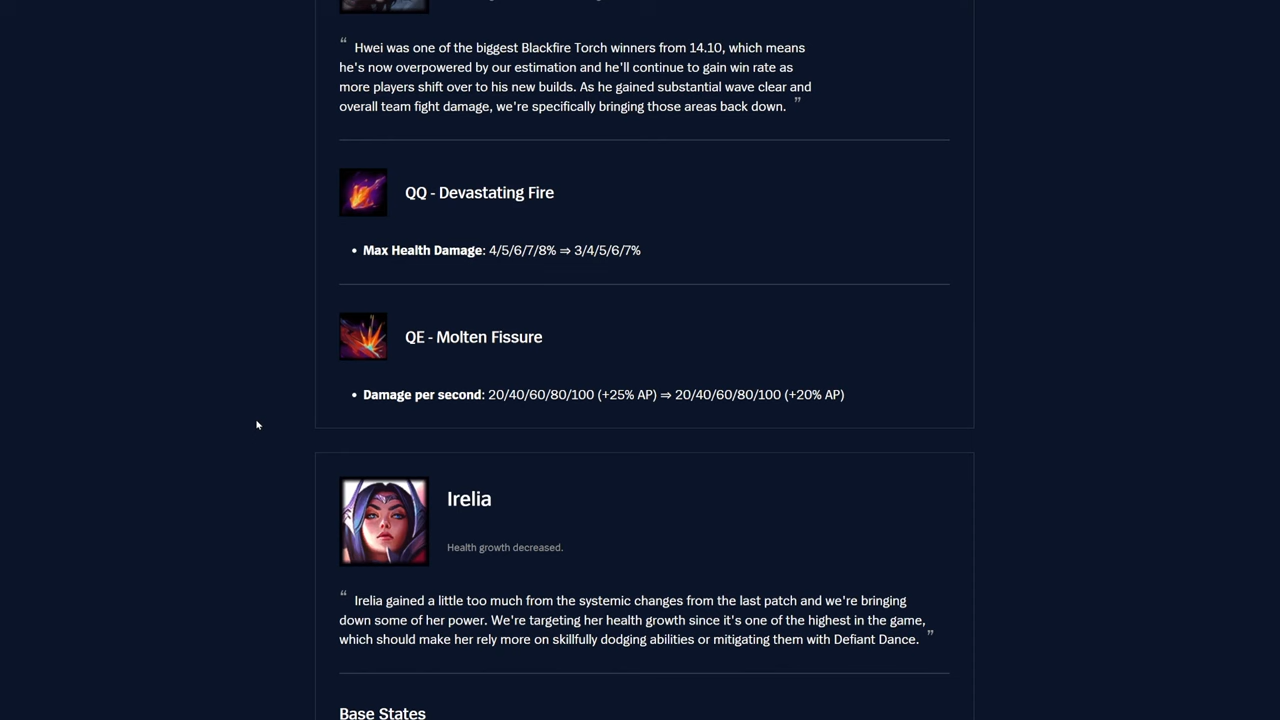 “ Hwei was one of the biggest Blackfire Torch winners from 14.10, which means
he's now overpowered by our estimation and he'll continue to gain win rate as
more players shift over to his new builds. As he gained substantial wave clear and
overall team fight damage, we're specifically bringing those areas back down. ”
QQ - Devastating Fire
• Max Health Damage: 4/5/6/7/8% ⇒ 3/4/5/6/7%
QE - Molten Fissure
• Damage per second: 20/40/60/80/100 (+25% AP) ⇒ 20/40/60/80/100 (+20% AP)
Irelia
Health growth decreased.
“ Irelia gained a little too much from the systemic changes from the last patch and we're bringing
down some of her power. We're targeting her health growth since it's one of the highest in the game,
which should make her rely more on skillfully dodging abilities or mitigating them with Defiant Dance. ”
Base States